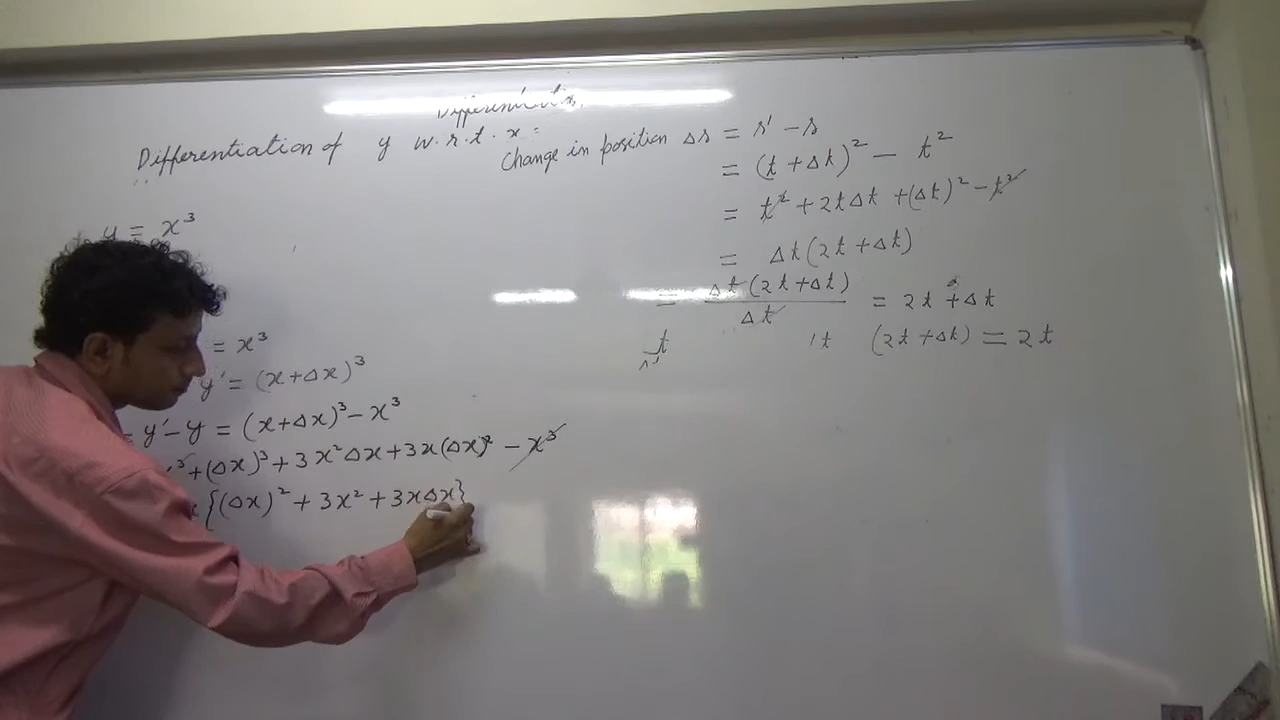 Differentiation of y w.r.t. x =
y = x³
= x³
y' = (x+Δx)³
= y' - y = (x+Δx)³ - x³
³ + (Δx)³ + 3x²Δx + 3x(Δx)² - x³
{(Δx)² + 3x² + 3xΔx}
Change in position Δs = s' - s
= (t + Δt)² - t²
= t² + 2tΔt + (Δt)² - t²
= Δt(2t + Δt)
= Δt(2t+Δt) / Δt = 2t + Δt
(2t+Δt) = 2t